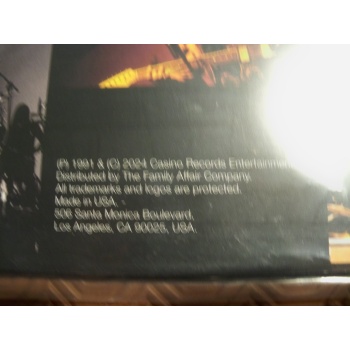 (P) 1991 & (C) 2024 Casino Records Entertainment
Distributed by The Family Affair Company.
All trademarks and logos are protected.
Made in USA. -
506 Santa Monica Boulevard.
Los Angeles, CA 90025, USA.